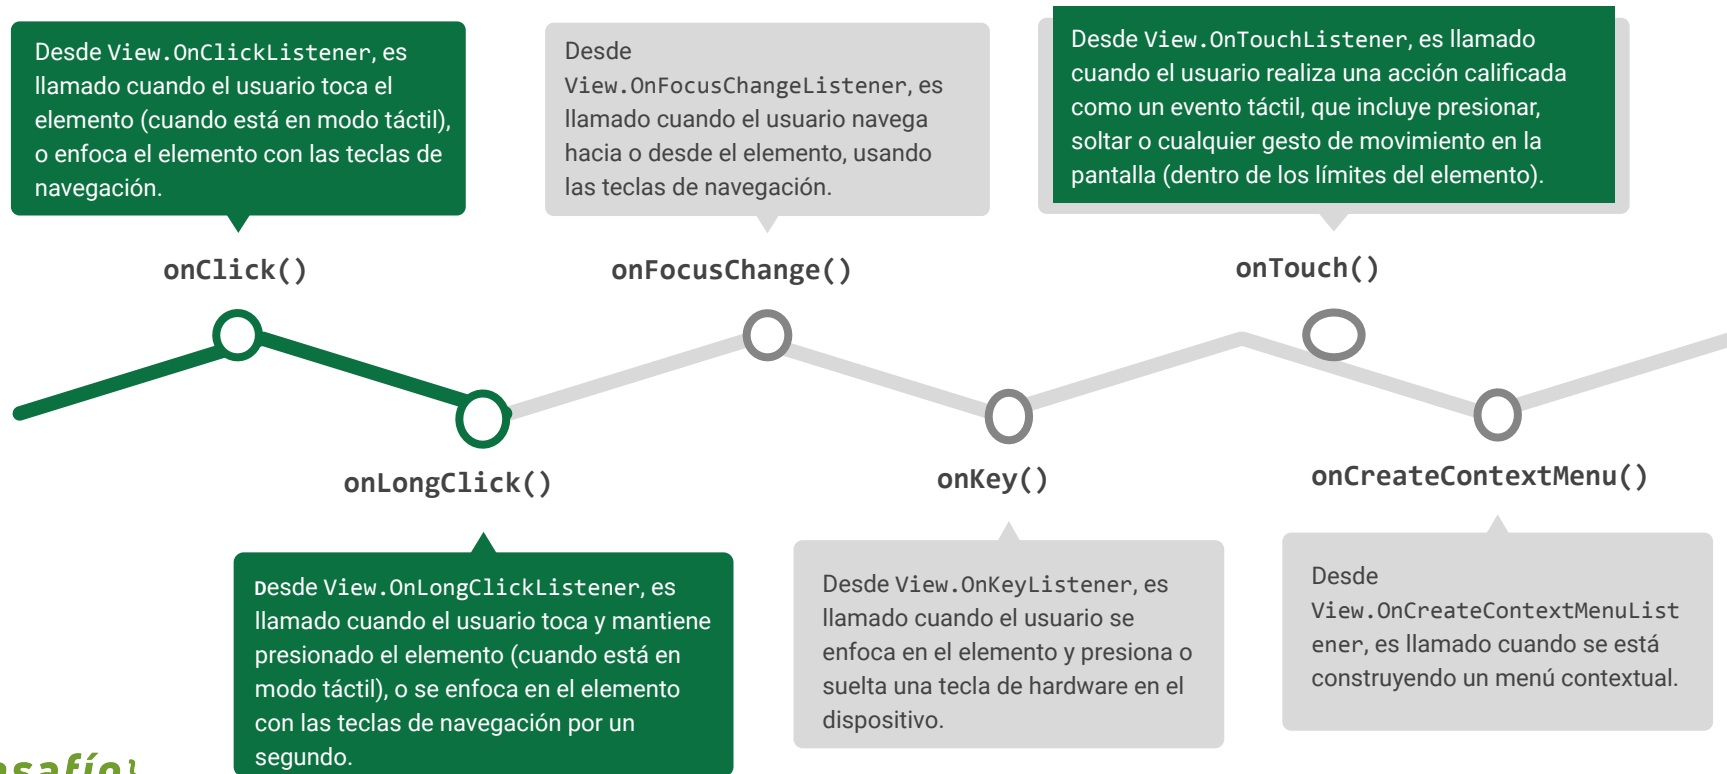 Desde View.OnClickListener, es
llamado cuando el usuario toca el
elemento (cuando está en modo táctil),
o enfoca el elemento con las teclas de
navegación.
onClick()
Desde
View.OnFocusChangeListener, es
llamado cuando el usuario navega
hacia o desde el elemento, usando
las teclas de navegación.
onFocusChange()
Desde View.OnTouchListener, es llamado
cuando el usuario realiza una acción calificada
como un evento táctil, que incluye presionar,
soltar o cualquier gesto de movimiento en la
pantalla (dentro de los límites del elemento).
onTouch()
onLongClick()
Desde View.OnLongClickListener, es
llamado cuando el usuario toca y mantiene
presionado el elemento (cuando está en
modo táctil), o se enfoca en el elemento
con las teclas de navegación por un
segundo.
onKey()
Desde View.OnKeyListener, es
llamado cuando el usuario se
enfoca en el elemento y presiona o
suelta una tecla de hardware en el
dispositivo.
onCreateContextMenu()
Desde
View.OnCreateContextMenuList
ener, es llamado cuando se está
construyendo un menú contextual.